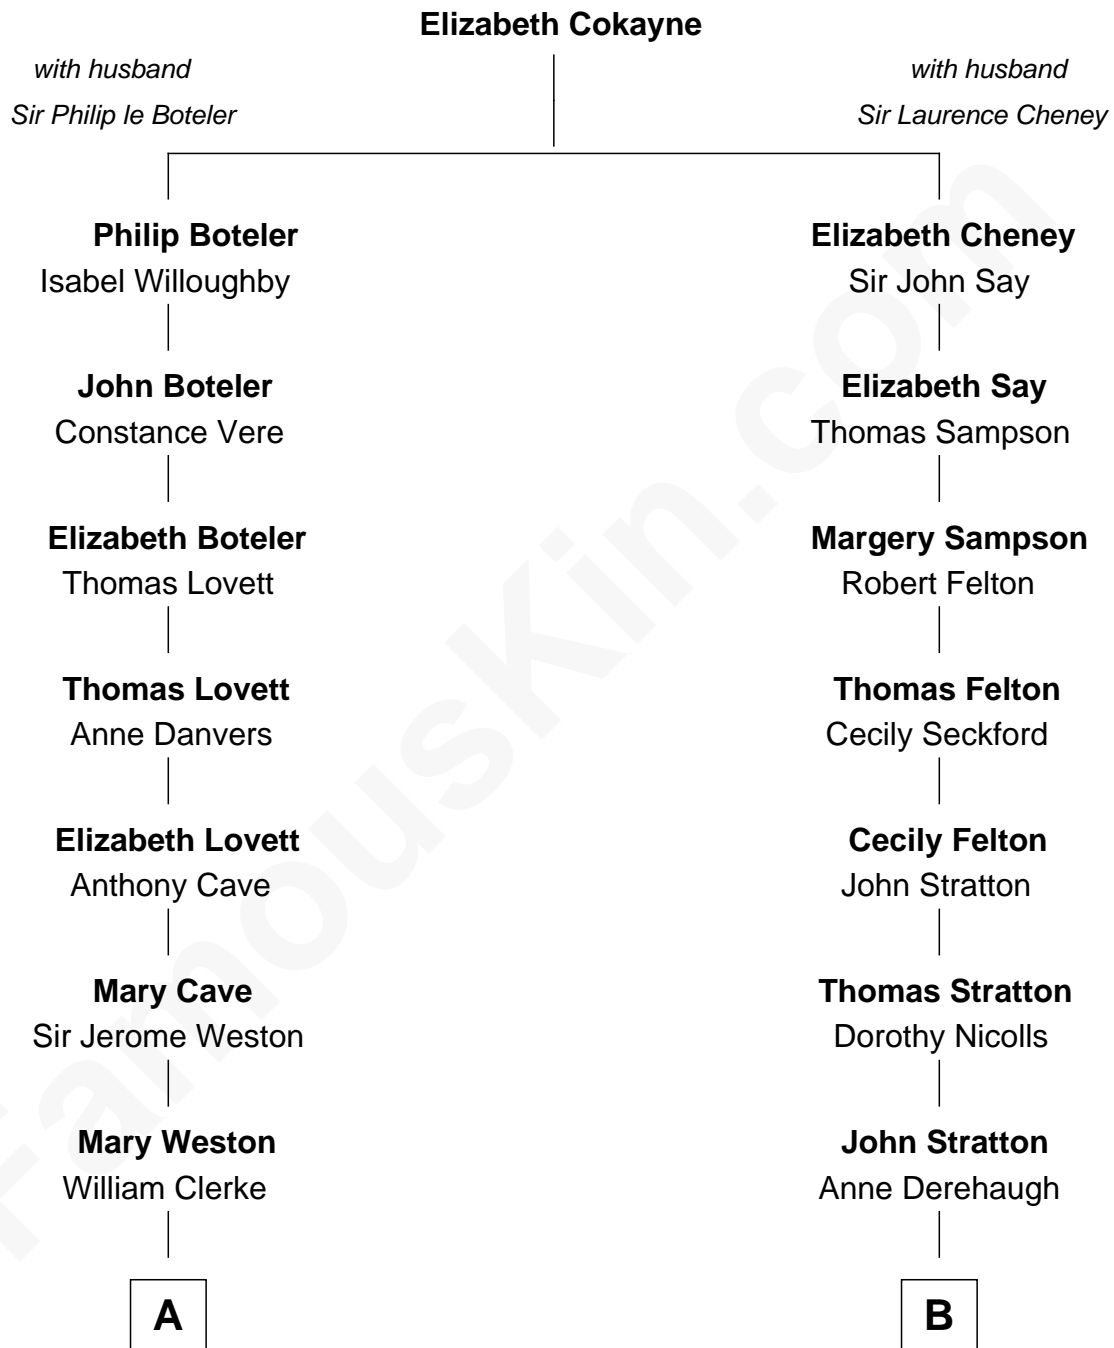 Elizabeth Cokayne
with husband
Sir Philip le Boteler
with husband
Sir Laurence Cheney
Philip Boteler
Isabel Willoughby
Elizabeth Cheney
Sir John Say
John Boteler
Constance Vere
Elizabeth Say
Thomas Sampson
Elizabeth Boteler
Thomas Lovett
Margery Sampson
Robert Felton
Thomas Lovett
Anne Danvers
Thomas Felton
Cecily Seckford
Elizabeth Lovett
Anthony Cave
Cecily Felton
John Stratton
Mary Cave
Sir Jerome Weston
Thomas Stratton
Dorothy Nicolls
Mary Weston
William Clerke
John Stratton
Anne Derehaugh
A
B
FamousKin.com